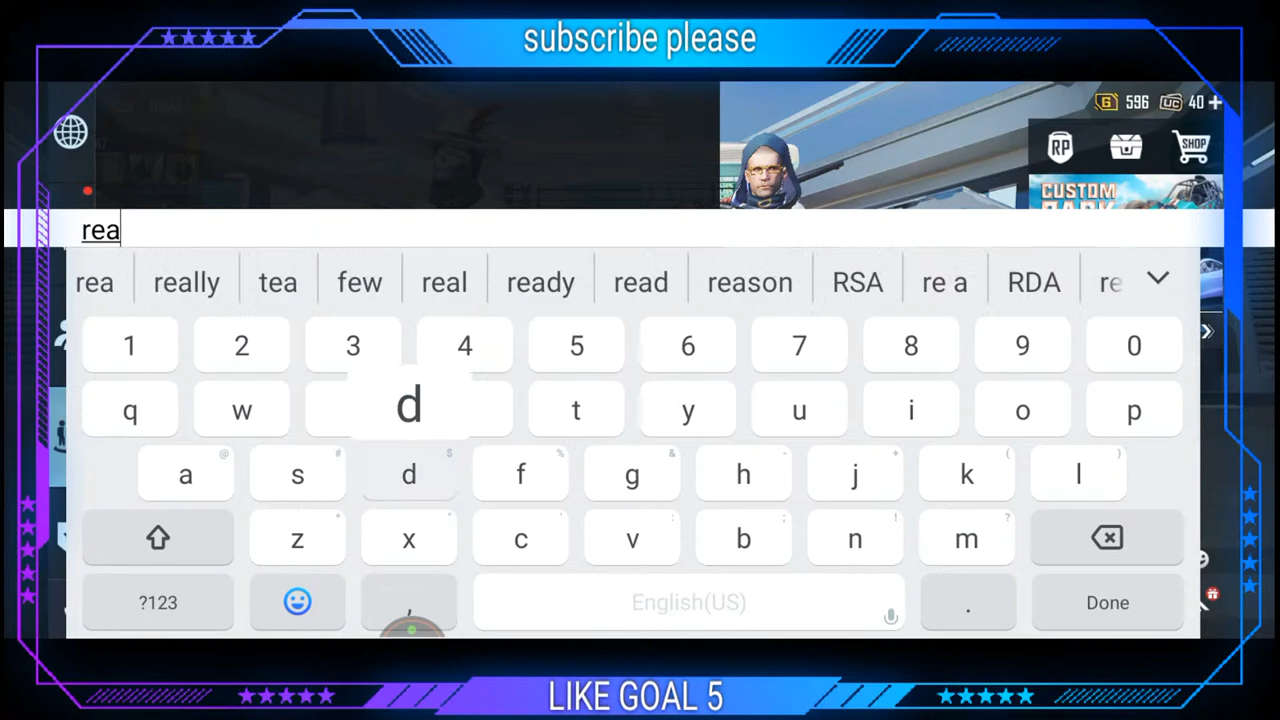 subscribe please
G 596 UC 40 +
RP SHOP
CUSTOM
rea
rea really tea few real ready read reason RSA re a RDA re
1 2 3 4 5 6 7 8 9 0
q w d t y u i o p
a @ s # d $ f % g & h - j + k ( l )
z x c v : b ; n ! m ?
?123 , English(US) . Done
LIKE GOAL 5